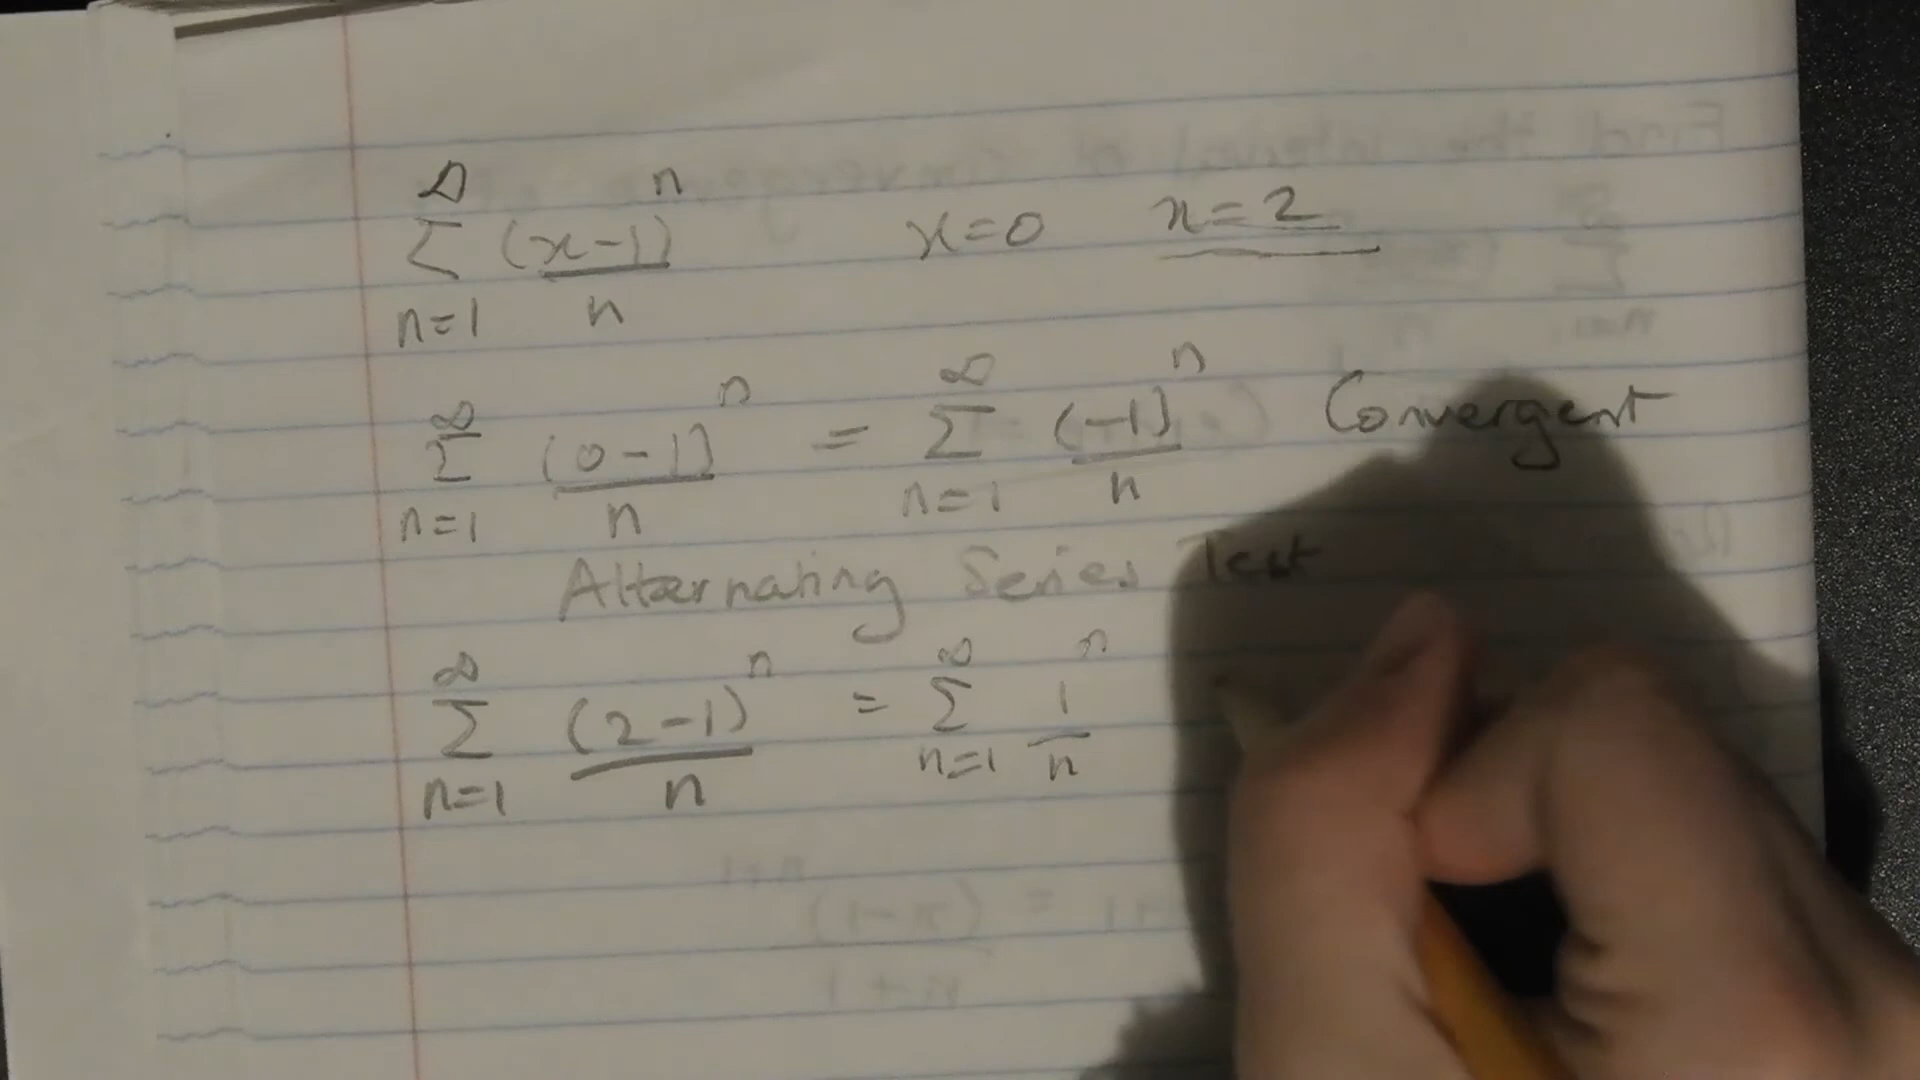 ∞ n
Σ (x-1) x=0 x=2
n=1 n
∞ n ∞ n
Σ (0-1) = Σ (-1) Convergent
n=1 n n=1 n
Alternating Series Test
∞ n ∞ n
Σ (2-1) = Σ 1
n=1 n n=1 n